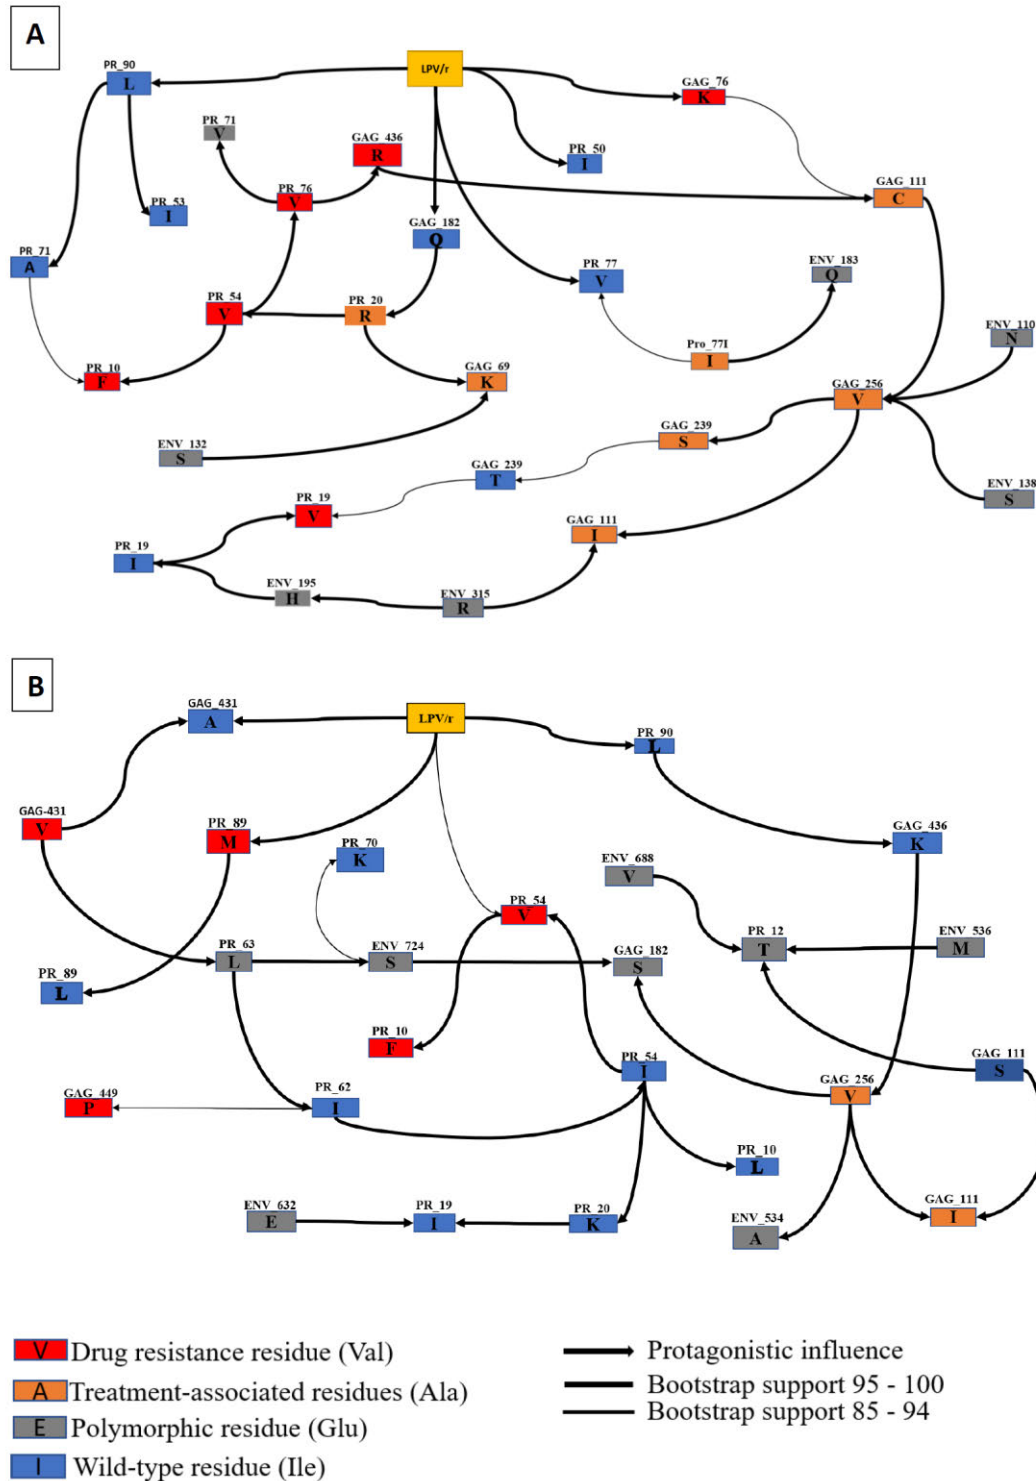 A
PR_90
L
LPV/r
GAG_76
K
PR_71
V
GAG_436
R
PR_50
I
PR_76
V
GAG_111
C
PR_53
I
GAG_182
Q
PR_71
A
PR_77
V
ENV_183
Q
PR_54
V
PR_20
R
ENV_110
N
Pro_77I
I
PR_10
F
GAG_69
K
GAG_256
V
ENV_132
S
GAG_239
S
GAG_239
T
ENV_138
S
PR_19
V
GAG_111
I
PR_19
I
ENV_195
H
ENV_315
R
B
GAG_431
A
LPV/r
PR_90
L
GAG-431
V
PR_89
M
PR_70
K
GAG_436
K
ENV_688
V
PR_54
V
PR_12
T
ENV_536
M
PR_63
L
ENV_724
S
GAG_182
S
PR_89
L
PR_10
F
PR_54
I
GAG_111
S
GAG_449
P
PR_62
I
GAG_256
V
PR_10
L
ENV_632
E
PR_19
I
PR_20
K
ENV_534
A
GAG_111
I
V Drug resistance residue (Val)
A Treatment-associated residues (Ala)
E Polymorphic residue (Glu)
I Wild-type residue (Ile)
Protagonistic influence
Bootstrap support 95 - 100
Bootstrap support 85 - 94